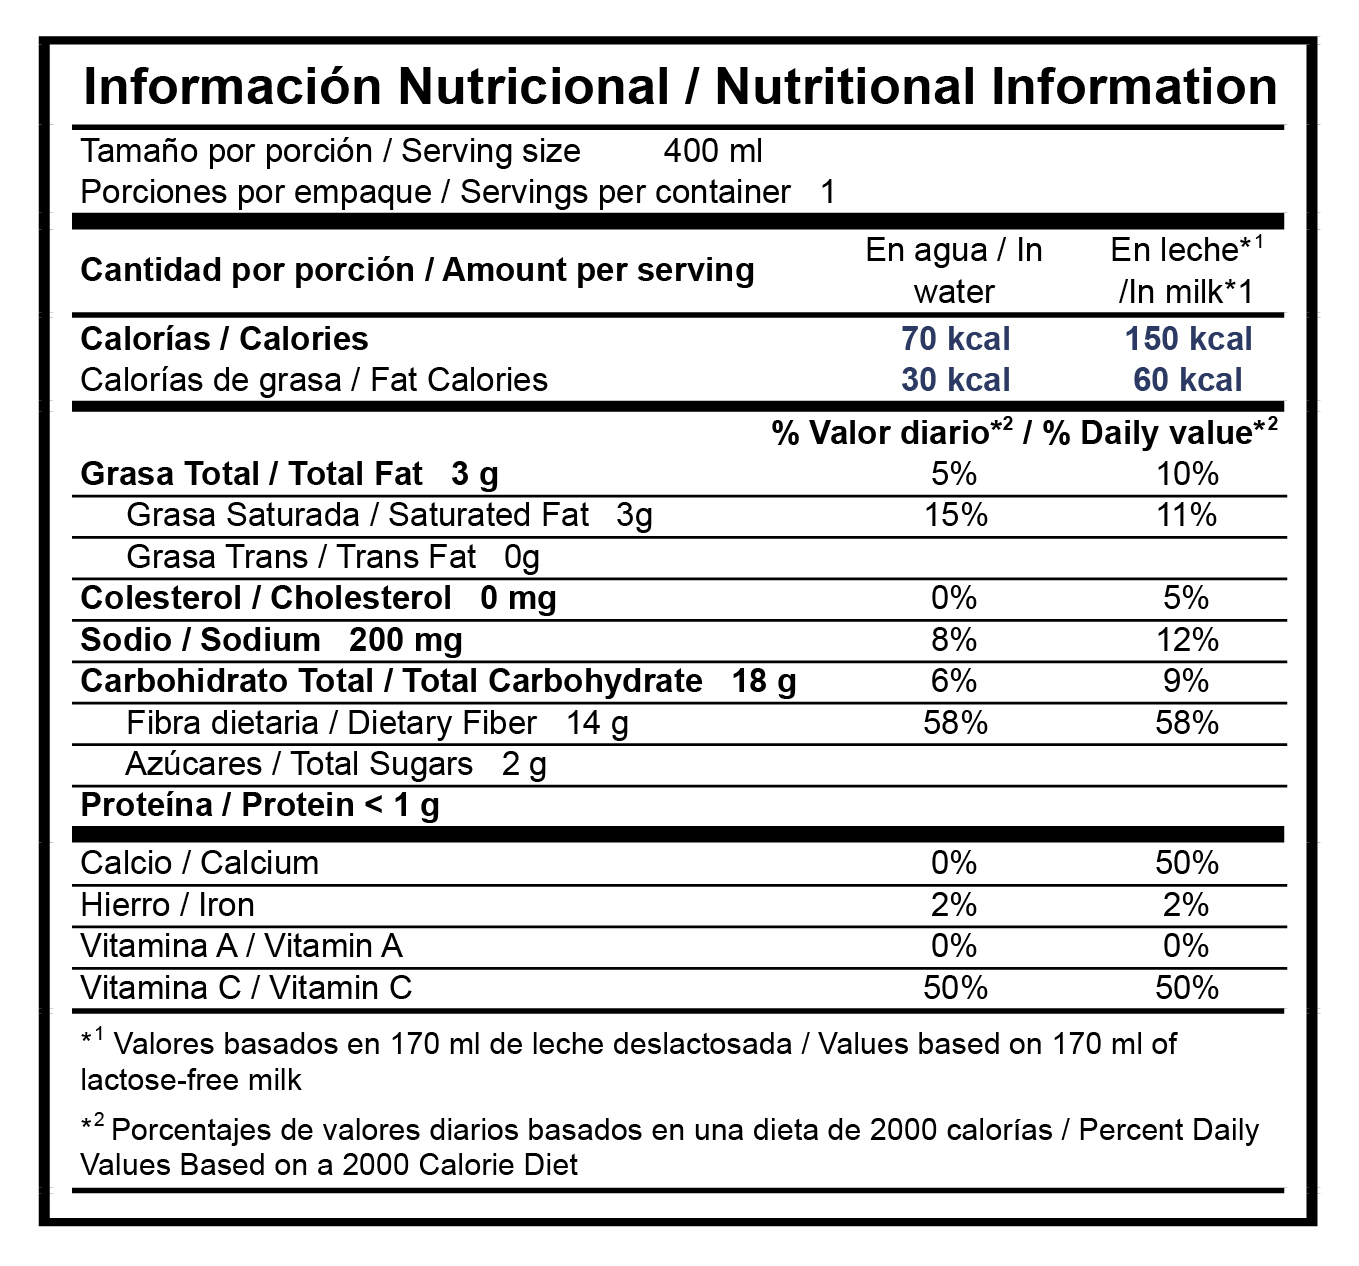 Información Nutricional / Nutritional Information
Tamaño por porción / Serving size 400 ml
Porciones por empaque / Servings per container 1
Cantidad por porción / Amount per serving En agua / In water En leche*¹ /In milk*1
Calorías / Calories 70 kcal 150 kcal
Calorías de grasa / Fat Calories 30 kcal 60 kcal
% Valor diario*² / % Daily value*²
Grasa Total / Total Fat 3 g 5% 10%
Grasa Saturada / Saturated Fat 3g 15% 11%
Grasa Trans / Trans Fat 0g
Colesterol / Cholesterol 0 mg 0% 5%
Sodio / Sodium 200 mg 8% 12%
Carbohidrato Total / Total Carbohydrate 18 g 6% 9%
Fibra dietaria / Dietary Fiber 14 g 58% 58%
Azúcares / Total Sugars 2 g
Proteína / Protein < 1 g
Calcio / Calcium 0% 50%
Hierro / Iron 2% 2%
Vitamina A / Vitamin A 0% 0%
Vitamina C / Vitamin C 50% 50%
*¹ Valores basados en 170 ml de leche deslactosada / Values based on 170 ml of
lactose-free milk
*² Porcentajes de valores diarios basados en una dieta de 2000 calorías / Percent Daily
Values Based on a 2000 Calorie Diet